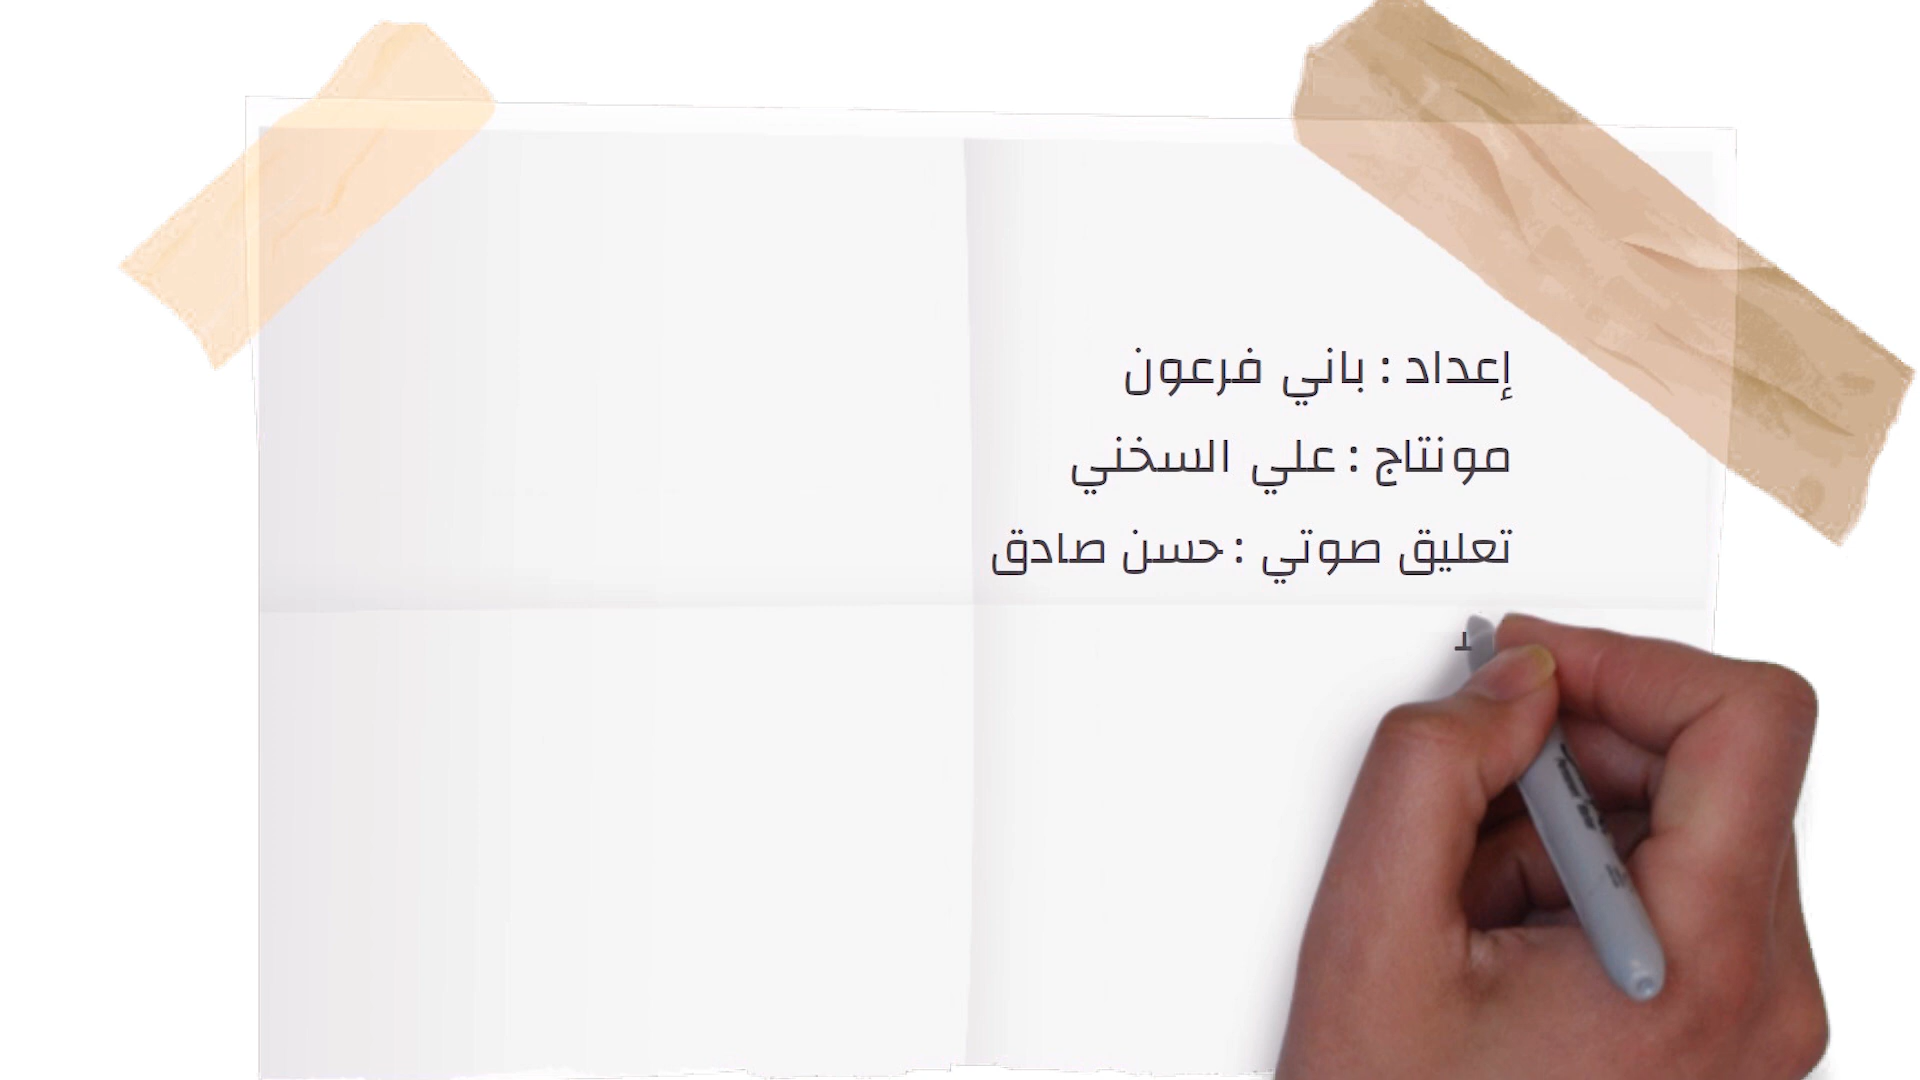 إعداد : باني فرعون
مونتاج : علي السخني
تعليق صوتي : حسن صادق